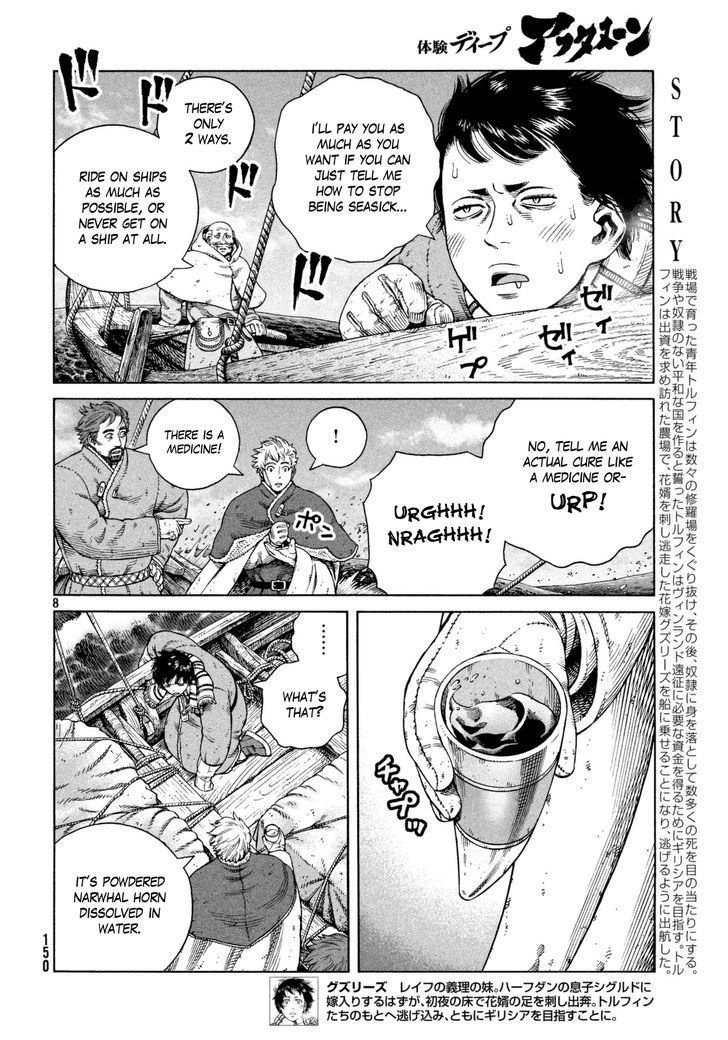 体験ディープ アフタヌーン
I'LL PAY YOU AS
MUCH AS YOU
WANT IF YOU CAN
JUST TELL ME
HOW TO STOP
BEING SEASICK...
THERE'S
ONLY
2 WAYS.
RIDE ON SHIPS
AS MUCH AS
POSSIBLE, OR
NEVER GET ON
A SHIP AT ALL.
ドド
ド
ゼィ
ゼィ
ゲプ
NO, TELL ME AN
ACTUAL CURE LIKE
A MEDICINE OR-
URP!
URGHHH!
NRAGHHH!
!
THERE IS A
MEDICINE!
ポン
8
チャプッ
........
WHAT'S
THAT?
IT'S POWDERED
NARWHAL HORN
DISSOLVED IN
WATER.
150
STORY
戦場で育った青年トルフィンは数々の修羅場をくぐり抜け、その後、奴隷に身を落として数多くの死を目の当たりにする。
戦争や奴隷のない平和な国を作ると誓ったトルフィンはヴィンランド遠征に必要な資金を得るためにギリシアを目指す。トル
フィンは出資を求め訪れた農場で、花婿を刺し逃走した花嫁グズリーズを船に乗せることになり、逃げるように出航した。
グズリーズ レイフの義理の妹。ハーフダンの息子シグルドに
嫁入りするはずが、初夜の床で花婿の足を刺し出奔。トルフィン
たちのもとへ逃げ込み、ともにギリシアを目指すことに。